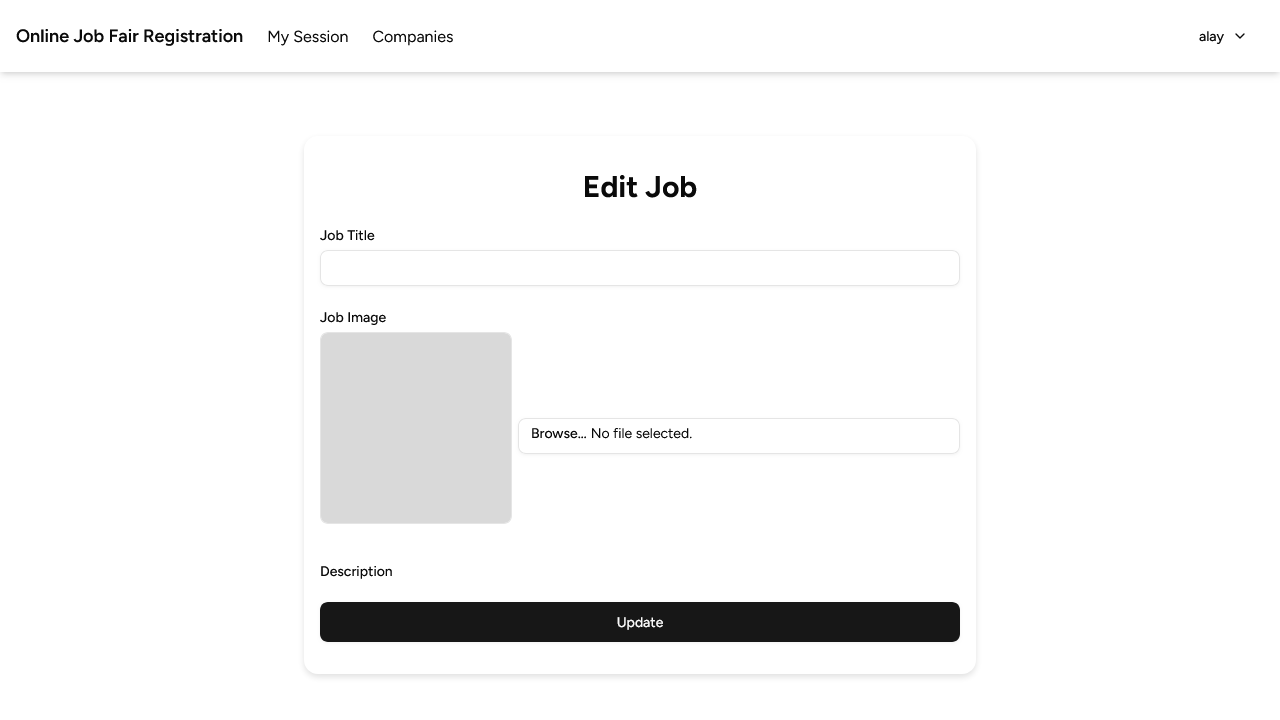 Online Job Fair Registration My Session Companies alay
Edit Job
Job Title
Job Image
Browse... No file selected.
Description
Update